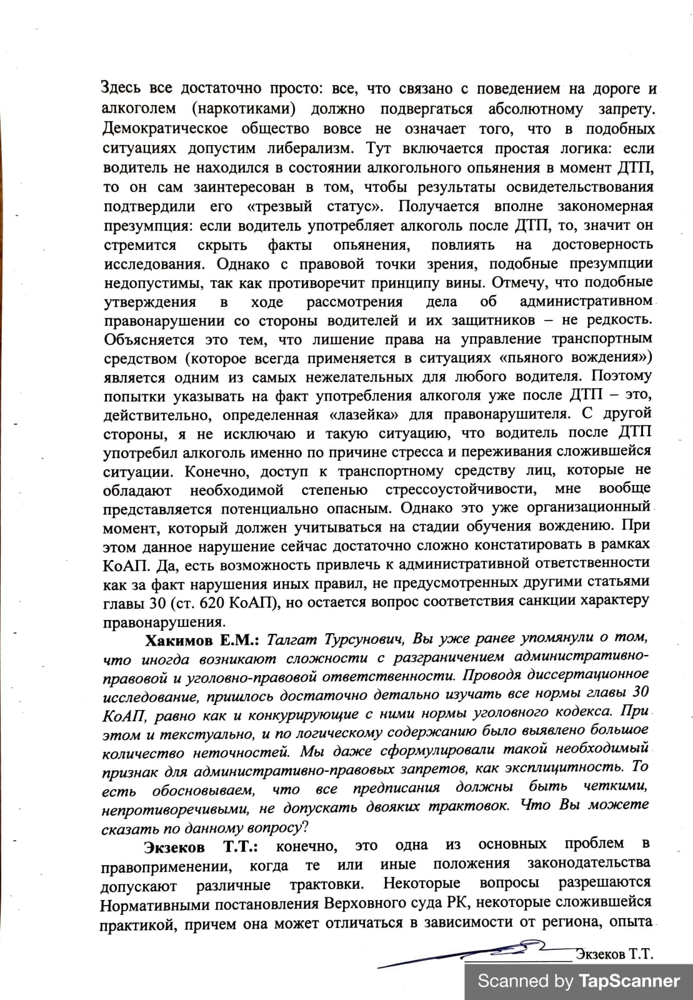 Здесь все достаточно просто: все, что связано с поведением на дороге и
алкоголем (наркотиками) должно подвергаться абсолютному запрету.
Демократическое общество вовсе не означает того, что в подобных
ситуациях допустим либерализм. Тут включается простая логика: если
водитель не находился в состоянии алкогольного опьянения в момент ДТП,
то он сам заинтересован в том, чтобы результаты освидетельствования
подтвердили его «трезвый статус». Получается вполне закономерная
презумпция: если водитель употребляет алкоголь после ДТП, то, значит он
стремится скрыть факты опьянения, повлиять на достоверность
исследования. Однако с правовой точки зрения, подобные презумпции
недопустимы, так как противоречит принципу вины. Отмечу, что подобные
утверждения в ходе рассмотрения дела об административном
правонарушении со стороны водителей и их защитников – не редкость.
Объясняется это тем, что лишение права на управление транспортным
средством (которое всегда применяется в ситуациях «пьяного вождения»)
является одним из самых нежелательных для любого водителя. Поэтому
попытки указывать на факт употребления алкоголя уже после ДТП – это,
действительно, определенная «лазейка» для правонарушителя. С другой
стороны, я не исключаю и такую ситуацию, что водитель после ДТП
употребил алкоголь именно по причине стресса и переживания сложившейся
ситуации. Конечно, доступ к транспортному средству лиц, которые не
обладают необходимой степенью стрессоустойчивости, мне вообще
представляется потенциально опасным. Однако это уже организационный
момент, который должен учитываться на стадии обучения вождению. При
этом данное нарушение сейчас достаточно сложно констатировать в рамках
КоАП. Да, есть возможность привлечь к административной ответственности
как за факт нарушения иных правил, не предусмотренных другими статьями
главы 30 (ст. 620 КоАП), но остается вопрос соответствия санкции характеру
правонарушения.
Хакимов Е.М.: Талгат Турсунович, Вы уже ранее упомянули о том,
что иногда возникают сложности с разграничением административно-
правовой и уголовно-правовой ответственности. Проводя диссертационное
исследование, пришлось достаточно детально изучать все нормы главы 30
КоАП, равно как и конкурирующие с ними нормы уголовного кодекса. При
этом и текстуально, и по логическому содержанию было выявлено большое
количество неточностей. Мы даже сформулировали такой необходимый
признак для административно-правовых запретов, как эксплицитность. То
есть обосновываем, что все предписания должны быть четкими,
непротиворечивыми, не допускать двояких трактовок. Что Вы можете
сказать по данному вопросу?
Экзеков Т.Т.: конечно, это одна из основных проблем в
правоприменении, когда те или иные положения законодательства
допускают различные трактовки. Некоторые вопросы разрешаются
Нормативными постановления Верховного суда РК, некоторые сложившейся
практикой, причем она может отличаться в зависимости от региона, опыта
Экзеков Т.Т.
Scanned by TapScanner